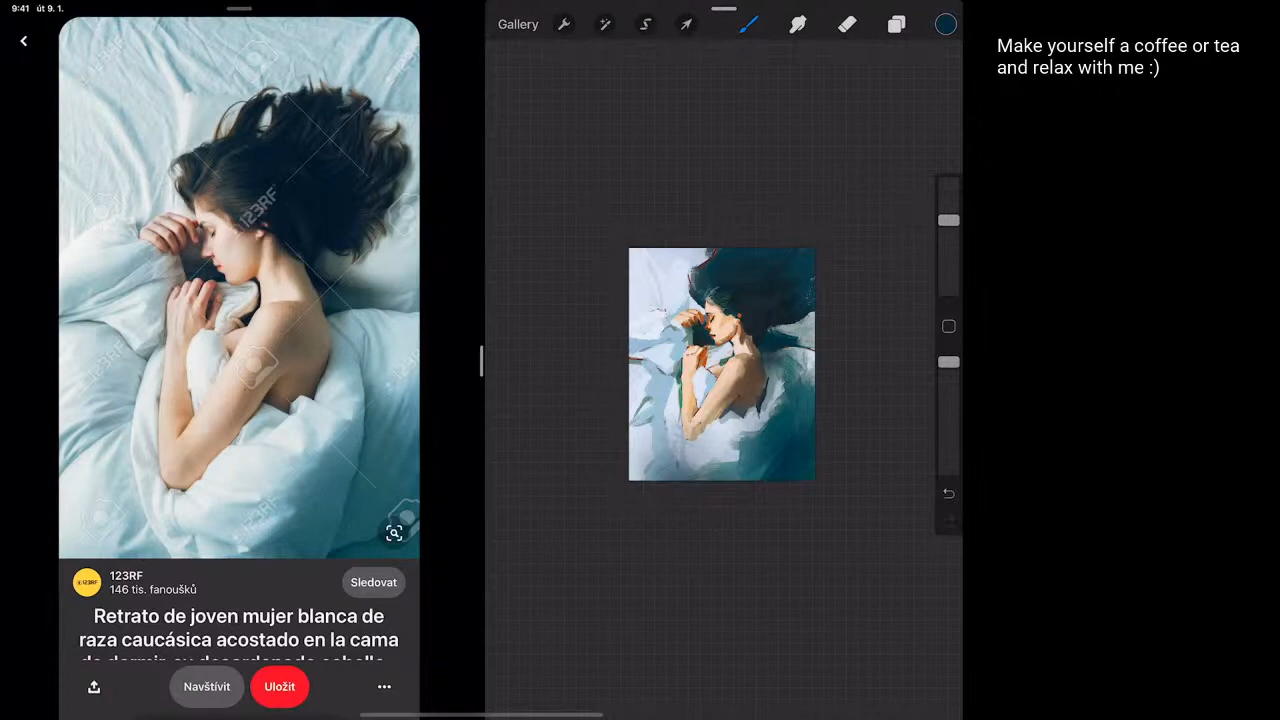 9:41 út 9. 1.
Gallery
Make yourself a coffee or tea
and relax with me :)
123RF
123RF
146 tis. fanoušků
Sledovat
Retrato de joven mujer blanca de
raza caucásica acostado en la cama
Navštívit
Uložit